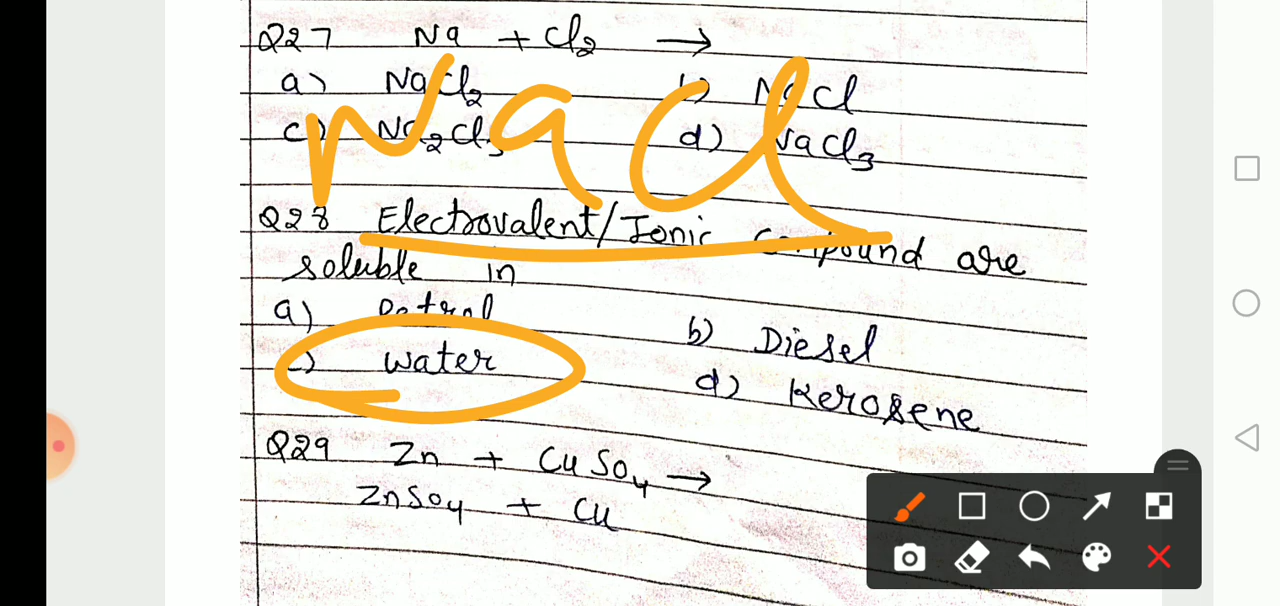 Q27 Na + Cl2 →
a) NaCl2 b) NaCl
c) Na2Cl3 d) NaCl3
NaCl
Q28 Electrovalent/Ionic compound are
soluble in
a) Petrol b) Diesel
c) water d) Kerosene
Q29 Zn + CuSO4 →
ZnSO4 + Cu